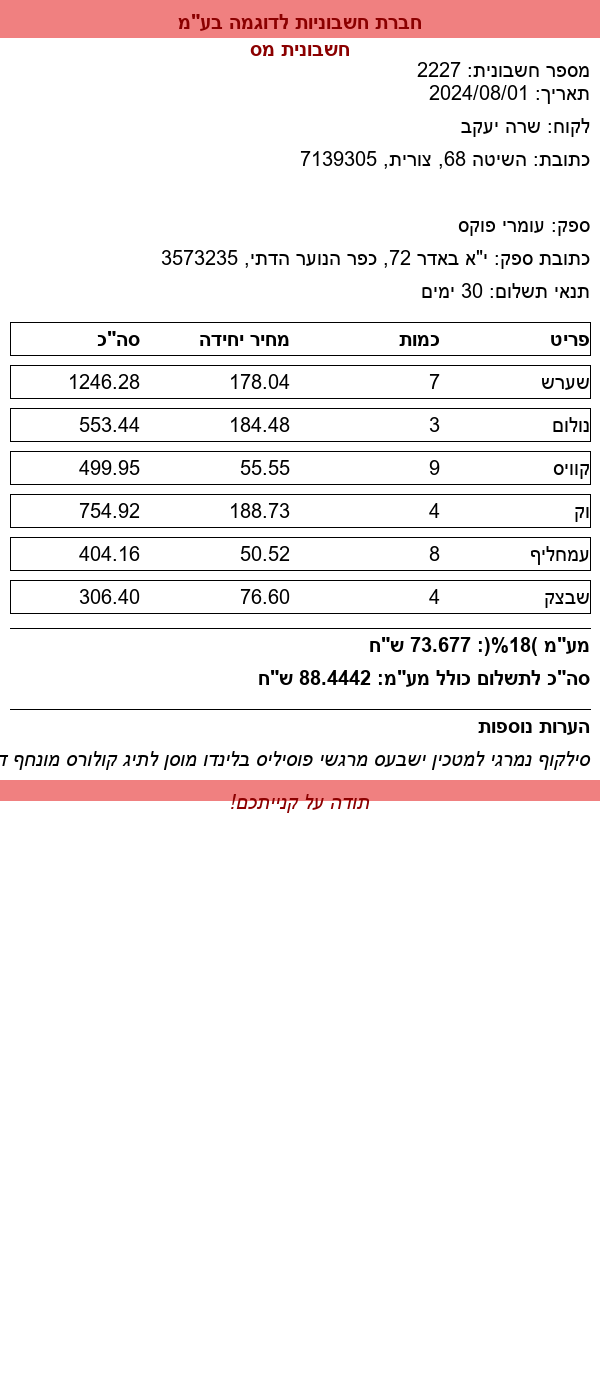 חברת חשבוניות לדוגמה בע"מ
חשבונית מס
מספר חשבונית: 2227
תאריך: 2024/08/01
לקוח: שרה יעקב
כתובת: השיטה 68, צורית, 7139305
ספק: עומרי פוקס
כתובת ספק: י"א באדר 72, כפר הנוער הדתי, 3573235
תנאי תשלום: 30 ימים
פריט כמות מחיר יחידה סה"כ
שערש 7 178.04 1246.28
נולום 3 184.48 553.44
קוויס 9 55.55 499.95
וק 4 188.73 754.92
עמחליף 8 50.52 404.16
שבצק 4 76.60 306.40
מע"מ )18%(: 73.677 ש"ח
סה"כ לתשלום כולל מע"מ: 88.4442 ש"ח
הערות נוספות
סילקוף נמרגי למטכין ישבעס מרגשי פוסיליס בלינדו מוסן לתיג קולורס מונחף
תודה על קנייתכם!